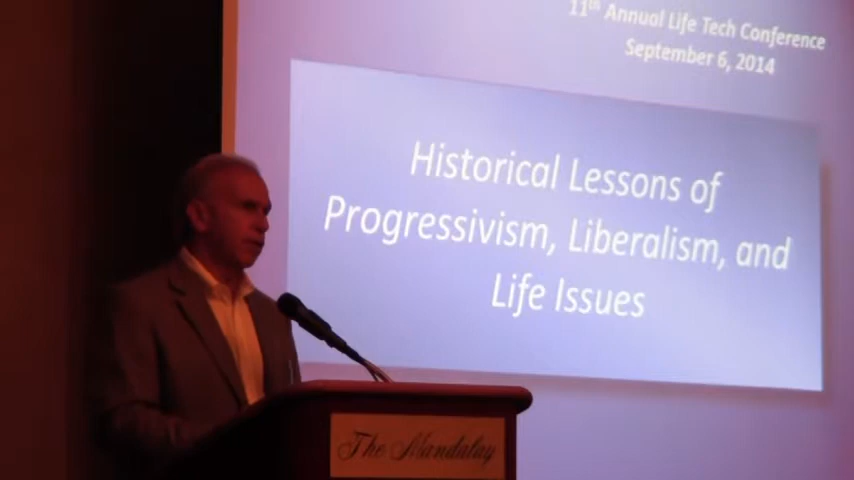 11th Annual Life Tech Conference
September 6, 2014
Historical Lessons of
Progressivism, Liberalism, and
Life Issues
The Mandalay